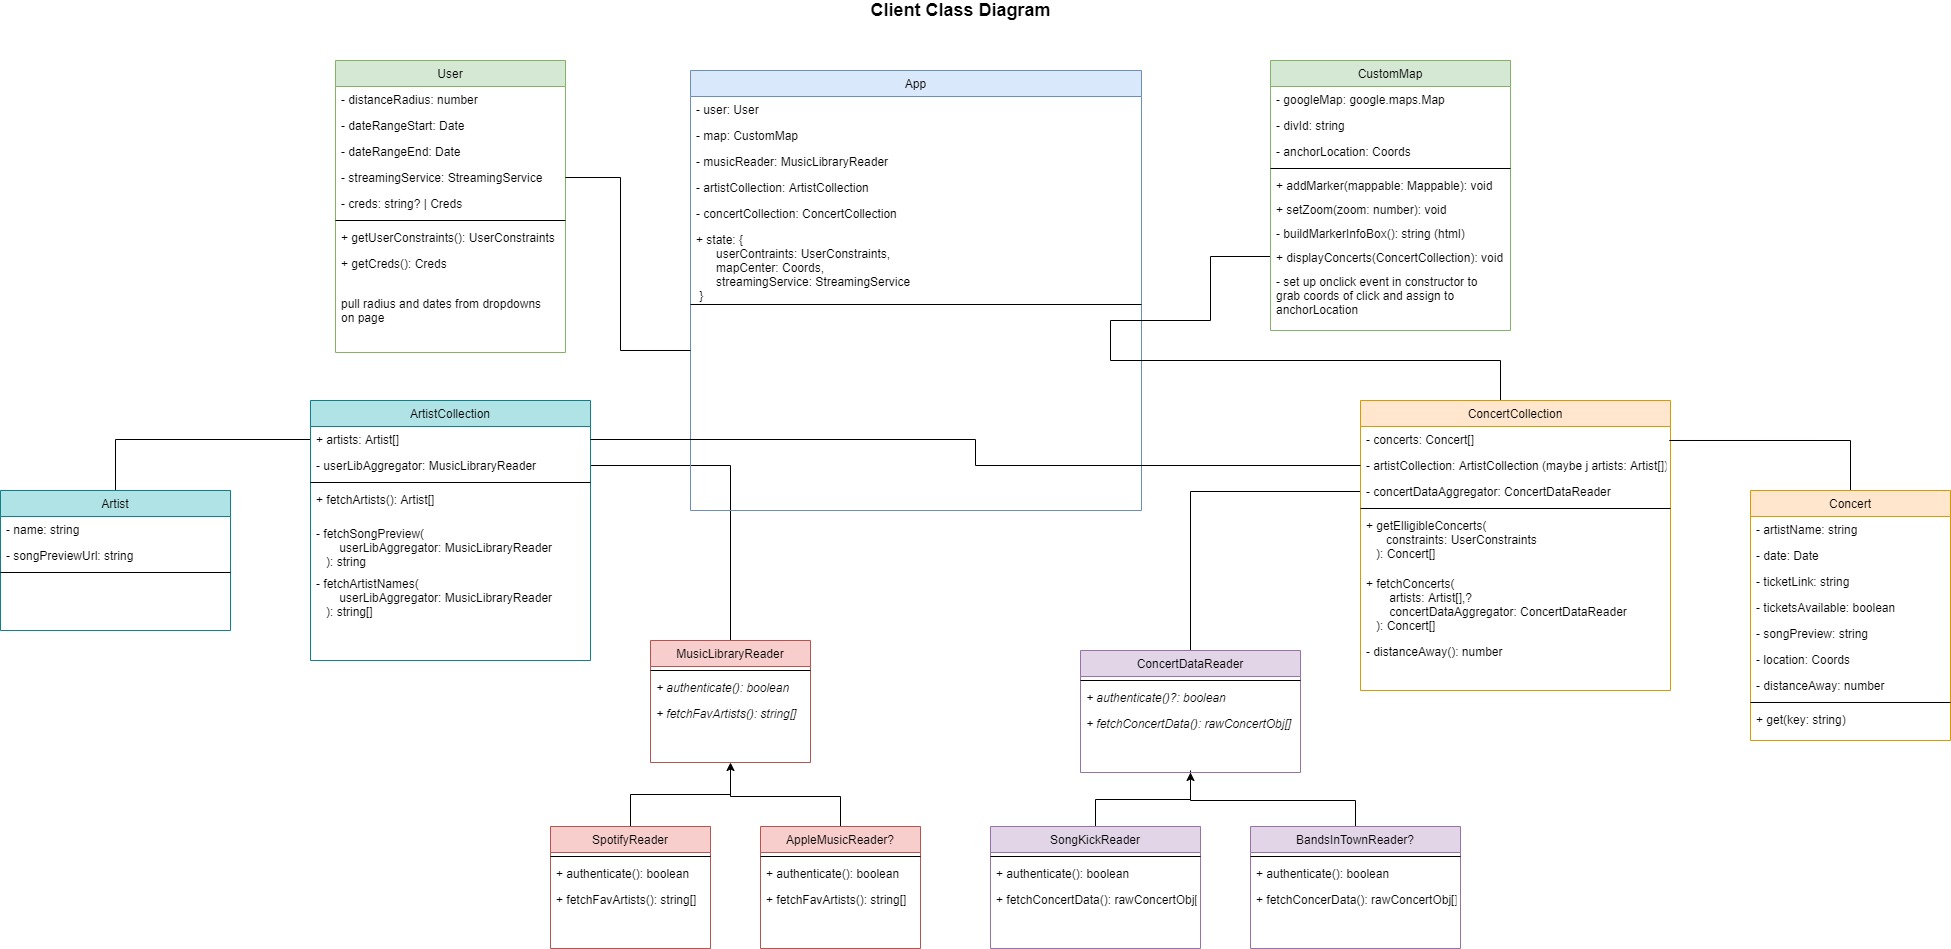 Client Class Diagram
User
- distanceRadius: number
- dateRangeStart: Date
- dateRangeEnd: Date
- streamingService: StreamingService
- creds: string? | Creds
+ getUserConstraints(): UserConstraints
+ getCreds(): Creds
pull radius and dates from dropdowns
on page
App
- user: User
- map: CustomMap
- musicReader: MusicLibraryReader
- artistCollection: ArtistCollection
- concertCollection: ConcertCollection
+ state: {
userContraints: UserConstraints,
mapCenter: Coords,
streamingService: StreamingService
}
CustomMap
- googleMap: google.maps.Map
- divId: string
- anchorLocation: Coords
+ addMarker(mappable: Mappable): void
+ setZoom(zoom: number): void
- buildMarkerInfoBox(): string (html)
+ displayConcerts(ConcertCollection): void
- set up onclick event in constructor to
grab coords of click and assign to
anchorLocation
Artist
- name: string
- songPreviewUrl: string
ArtistCollection
+ artists: Artist[]
- userLibAggregator: MusicLibraryReader
+ fetchArtists(): Artist[]
- fetchSongPreview(
userLibAggregator: MusicLibraryReader
): string
- fetchArtistNames(
userLibAggregator: MusicLibraryReader
): string[]
ConcertCollection
- concerts: Concert[]
- artistCollection: ArtistCollection (maybe j artists: Artist[])
- concertDataAggregator: ConcertDataReader
+ getElligibleConcerts(
constraints: UserConstraints
): Concert[]
+ fetchConcerts(
artists: Artist[],?
concertDataAggregator: ConcertDataReader
): Concert[]
- distanceAway(): number
Concert
- artistName: string
- date: Date
- ticketLink: string
- ticketsAvailable: boolean
- songPreview: string
- location: Coords
- distanceAway: number
+ get(key: string)
MusicLibraryReader
+ authenticate(): boolean
+ fetchFavArtists(): string[]
ConcertDataReader
+ authenticate()?: boolean
+ fetchConcertData(): rawConcertObj[]
SpotifyReader
+ authenticate(): boolean
+ fetchFavArtists(): string[]
AppleMusicReader?
+ authenticate(): boolean
+ fetchFavArtists(): string[]
SongKickReader
+ authenticate(): boolean
+ fetchConcertData(): rawConcertObj[
BandsInTownReader?
+ authenticate(): boolean
+ fetchConcerData(): rawConcertObj[]